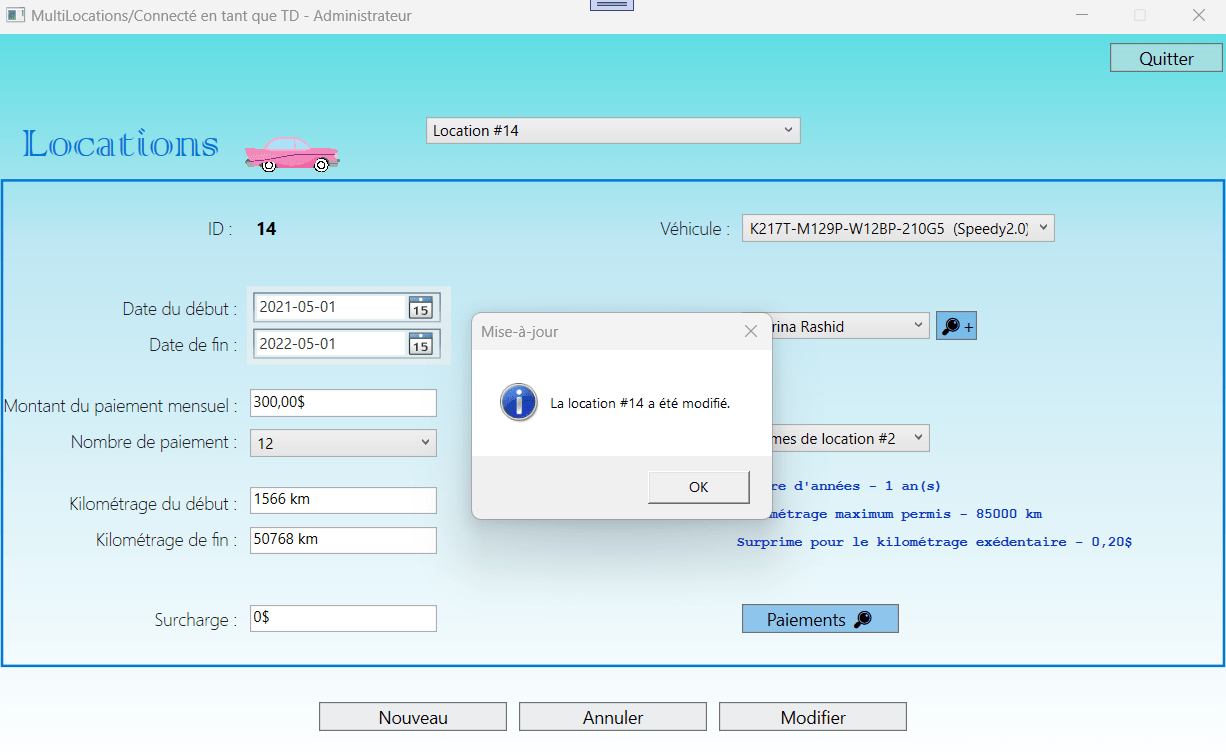 MultiLocations/Connecté en tant que TD - Administrateur
Quitter
Locations
Location #14
ID :
14
Véhicule :
K217T-M129P-W12BP-210G5 (Speedy2.0)
Date du début :
2021-05-01
15
Date de fin :
2022-05-01
15
Mise-à-jour
La location #14 a été modifié.
OK
rina Rashid
+
Montant du paiement mensuel :
300,00$
Nombre de paiement :
12
mes de location #2
re d'années - 1 an(s)
métrage maximum permis - 85000 km
Surprime pour le kilométrage exédentaire - 0,20$
Kilométrage du début :
1566 km
Kilométrage de fin :
50768 km
Surcharge :
0$
Paiements
Nouveau
Annuler
Modifier